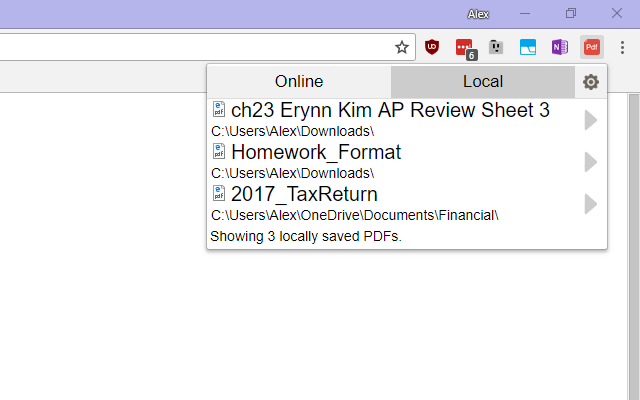 Alex
6
Pdf
Online Local
ch23 Erynn Kim AP Review Sheet 3
C:\Users\Alex\Downloads\
Homework_Format
C:\Users\Alex\Downloads\
2017_TaxReturn
C:\Users\Alex\OneDrive\Documents\Financial\
Showing 3 locally saved PDFs.